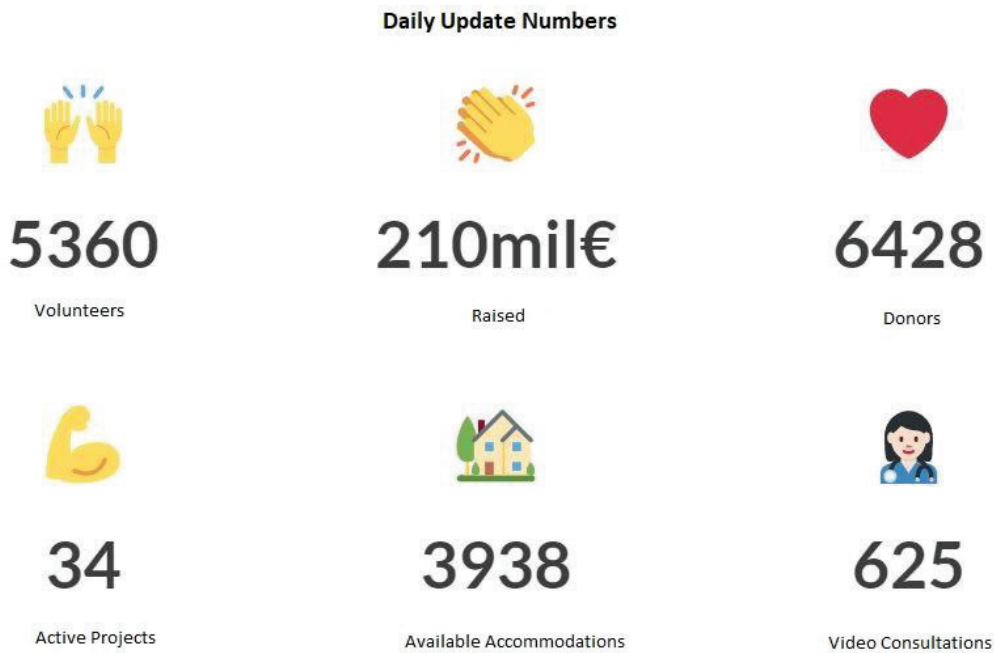 Daily Update Numbers
5360
Volunteers
210mil€
Raised
6428
Donors
34
Active Projects
3938
Available Accommodations
625
Video Consultations